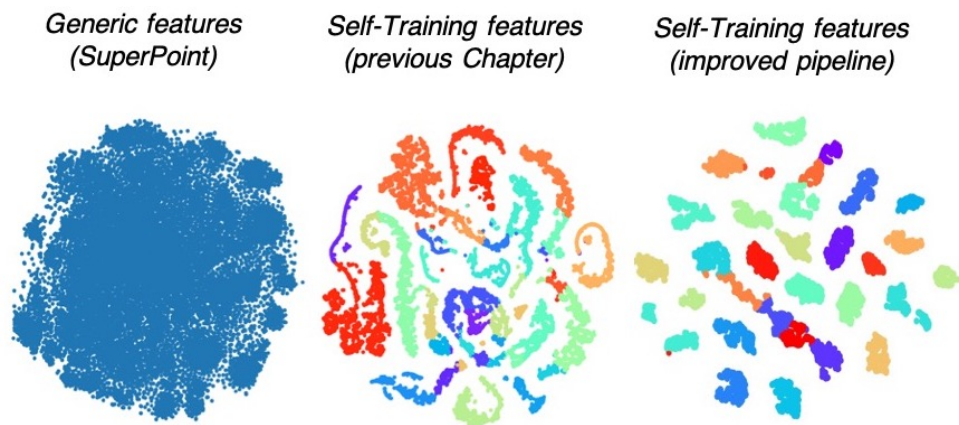 Generic features
(SuperPoint)
Self-Training features
(previous Chapter)
Self-Training features
(improved pipeline)